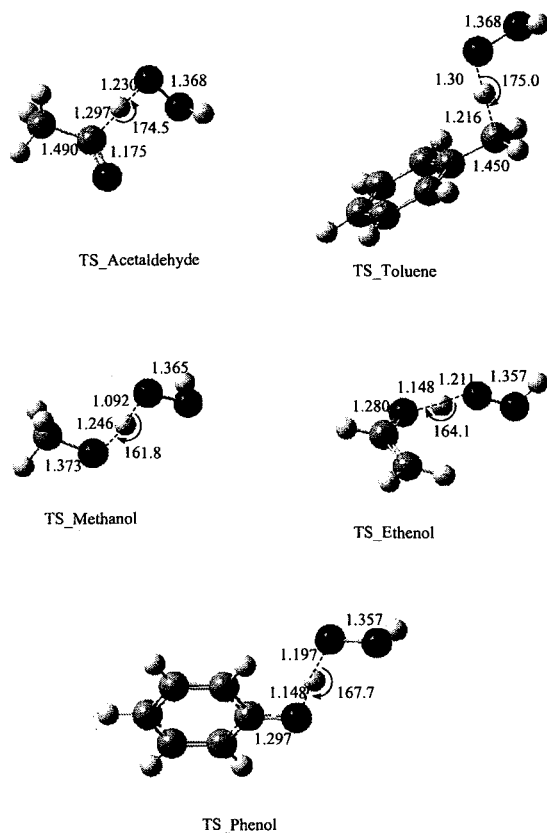 1.230 1.368
1.297 174.5
1.490 1.175
TS_Acetaldehyde
1.368
1.30 175.0
1.216
1.450
TS_Toluene
1.365
1.092
1.246
1.373 161.8
TS_Methanol
1.148 1.211 1.357
1.280
164.1
TS_Ethenol
1.357
1.197
1.148 167.7
1.297
TS_Phenol